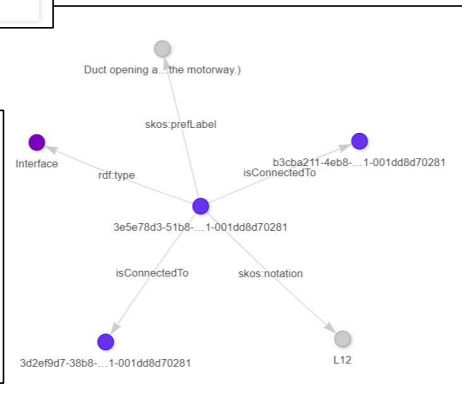 Duct opening a...the motorway.)
skos:prefLabel
Interface
rdf:type
b3cba211-4eb8-...1-001dd8d70281
isConnectedTo
3e5e78d3-51b8-...1-001dd8d70281
isConnectedTo
skos:notation
3d2ef9d7-38b8-...1-001dd8d70281
L12